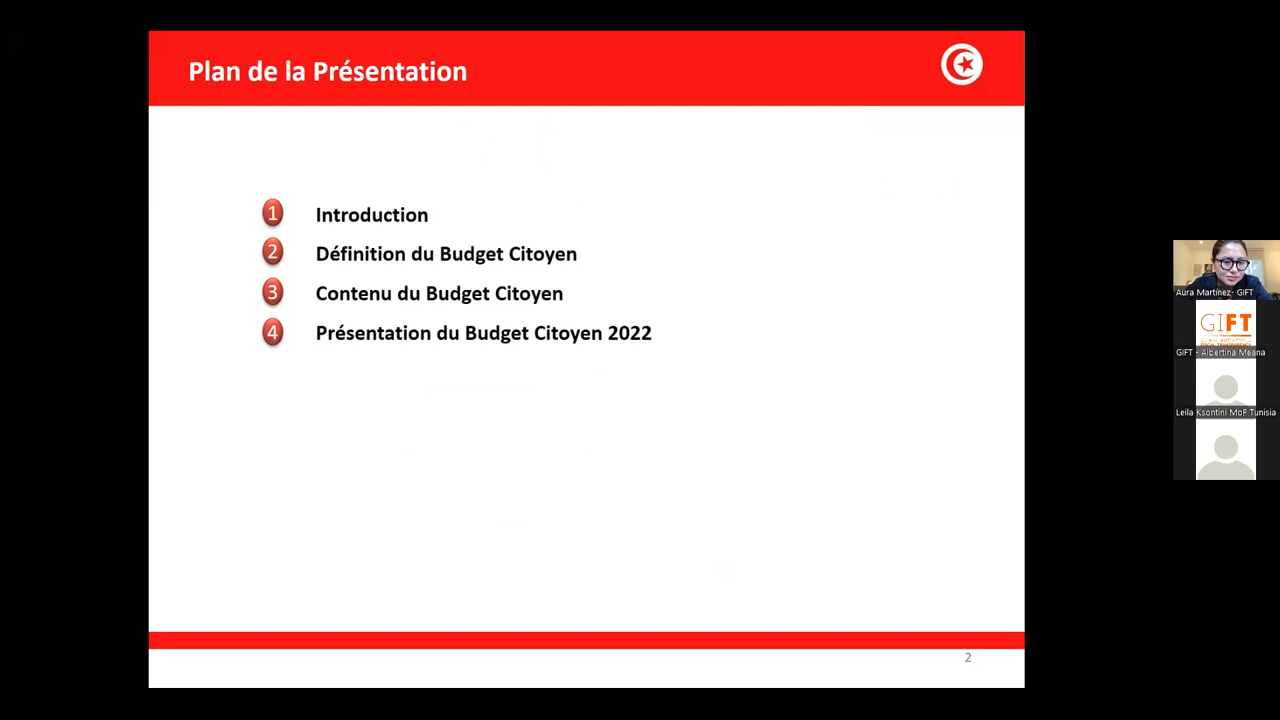 Plan de la Présentation
1 Introduction
2 Définition du Budget Citoyen
3 Contenu du Budget Citoyen
4 Présentation du Budget Citoyen 2022
2
Aura Martínez- GIFT
GIFT
GIFT - Albertina Meana
Leila Ksontini MoF Tunisia